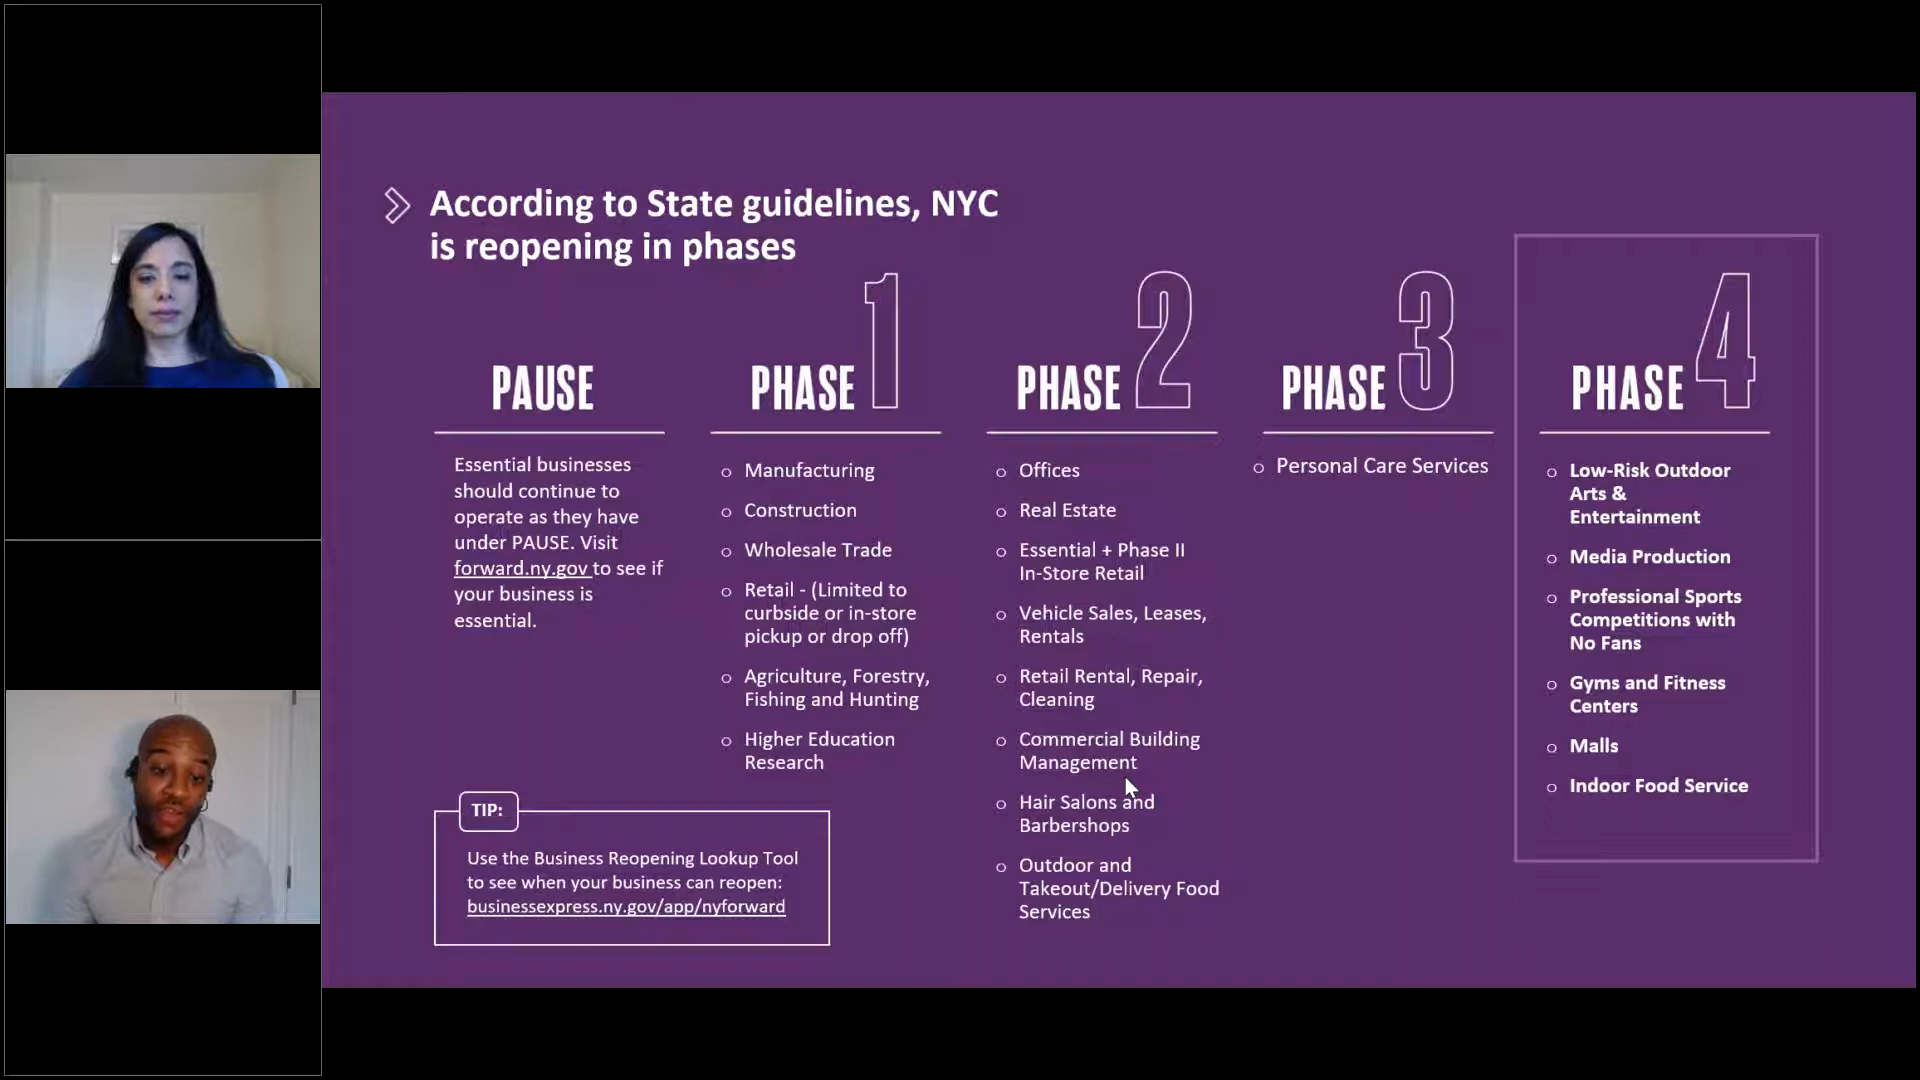 According to State guidelines, NYC
is reopening in phases
PAUSE
Essential businesses
should continue to
operate as they have
under PAUSE. Visit
forward.ny.gov to see if
your business is
essential.
PHASE 1
○ Manufacturing
○ Construction
○ Wholesale Trade
○ Retail - (Limited to
curbside or in-store
pickup or drop off)
○ Agriculture, Forestry,
Fishing and Hunting
○ Higher Education
Research
PHASE 2
○ Offices
○ Real Estate
○ Essential + Phase II
In-Store Retail
○ Vehicle Sales, Leases,
Rentals
○ Retail Rental, Repair,
Cleaning
○ Commercial Building
Management
○ Hair Salons and
Barbershops
○ Outdoor and
Takeout/Delivery Food
Services
PHASE 3
○ Personal Care Services
PHASE 4
○ Low-Risk Outdoor
Arts &
Entertainment
○ Media Production
○ Professional Sports
Competitions with
No Fans
○ Gyms and Fitness
Centers
○ Malls
○ Indoor Food Service
TIP:
Use the Business Reopening Lookup Tool
to see when your business can reopen:
businessexpress.ny.gov/app/nyforward